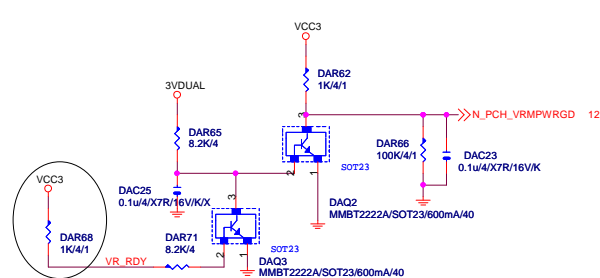 VCC3
DAR62
1K/4/1
3VDUAL
3
N_PCH_VRMPWRGD 12
DAR65
8.2K/4
DAR66
100K/4/1
DAC23
0.1u/4/X7R/16V/K
SOT23
2
1
VCC3
DAC25
0.1u/4/X7R/16V/K/X
3
DAQ2
MMBT2222A/SOT23/600mA/40
DAR68
1K/4/1
VR_RDY
DAR71
8.2K/4
2
1
SOT23
DAQ3
MMBT2222A/SOT23/600mA/40